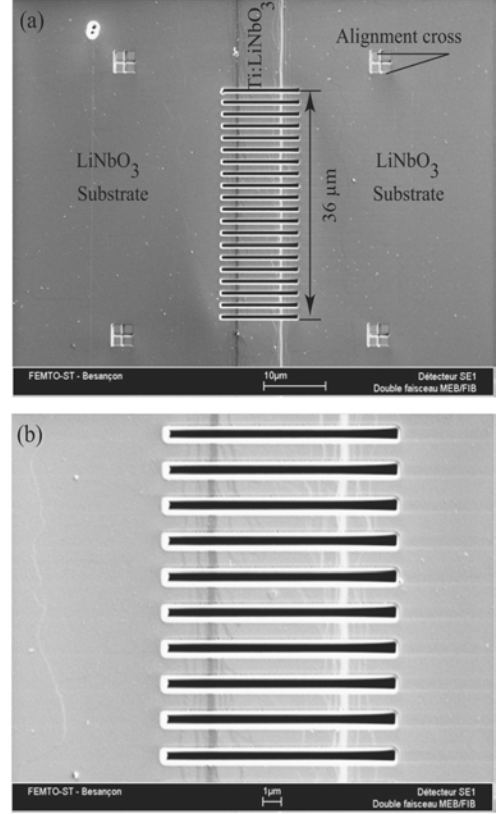 (a)
Ti:LiNbO3
Alignment cross
LiNbO3
Substrate
36 µm
LiNbO3
Substrate
FEMTO-ST - Besançon
10µm
Détecteur SE1
Double faisceau MEB/FIB
(b)
FEMTO-ST - Besançon
1µm
Détecteur SE1
Double faisceau MEB/FIB